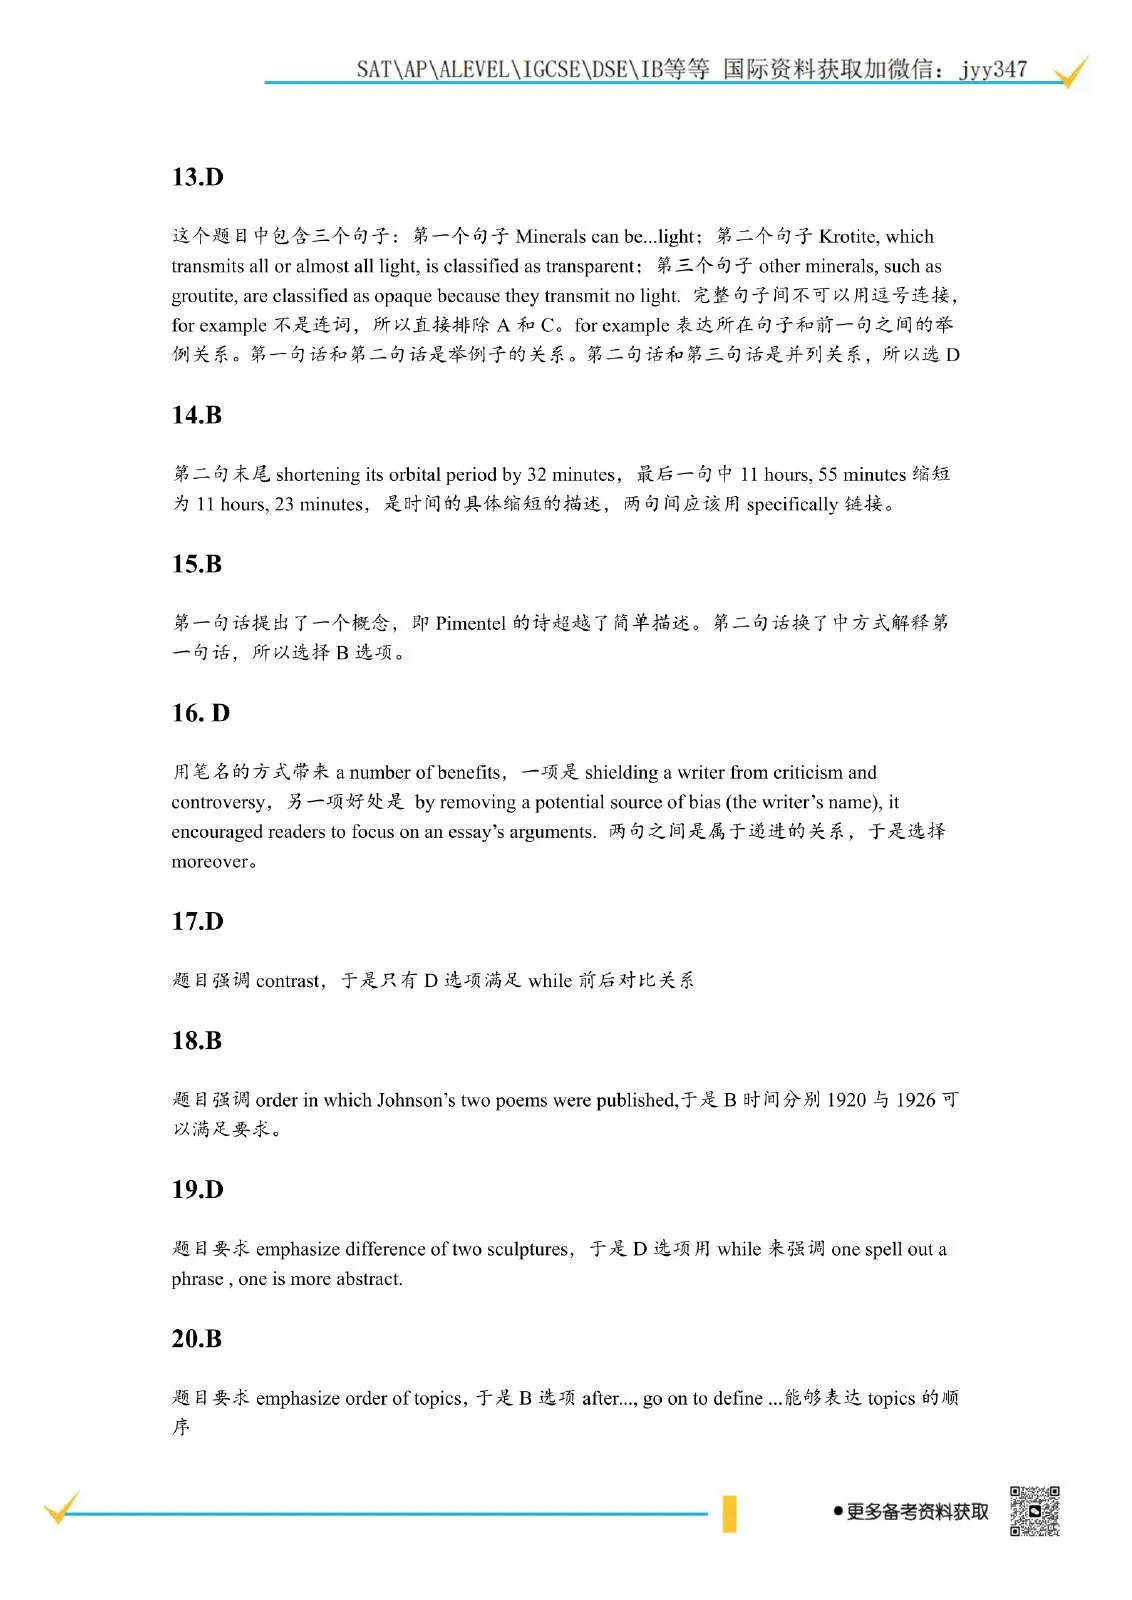 SAT\AP\ALEVEL\IGCSE\DSE\IB等等 国际资料获取加微信：jyy347
13.D
这个题目中包含三个句子：第一个句子 Minerals can be...light；第二个句子 Krotite, which
transmits all or almost all light, is classified as transparent；第三个句子 other minerals, such as
groutite, are classified as opaque because they transmit no light. 完整句子间不可以用逗号连接，
for example 不是连词，所以直接排除 A 和 C。for example 表达所在句子和前一句之间的举
例关系。第一句话和第二句话是举例子的关系。第二句话和第三句话是并列关系，所以选 D
14.B
第二句末尾 shortening its orbital period by 32 minutes，最后一句中 11 hours, 55 minutes 缩短
为 11 hours, 23 minutes，是时间的具体缩短的描述，两句间应该用 specifically 链接。
15.B
第一句话提出了一个概念，即 Pimentel 的诗超越了简单描述。第二句话换了中方式解释第
一句话，所以选择 B 选项。
16. D
用笔名的方式带来 a number of benefits，一项是 shielding a writer from criticism and
controversy，另一项好处是 by removing a potential source of bias (the writer’s name), it
encouraged readers to focus on an essay’s arguments. 两句之间是属于递进的关系，于是选择
moreover。
17.D
题目强调 contrast，于是只有 D 选项满足 while 前后对比关系
18.B
题目强调 order in which Johnson’s two poems were published,于是 B 时间分别 1920 与 1926 可
以满足要求。
19.D
题目要求 emphasize difference of two sculptures，于是 D 选项用 while 来强调 one spell out a
phrase , one is more abstract.
20.B
题目要求 emphasize order of topics, 于是 B 选项 after..., go on to define ...能够表达 topics 的顺
序
●更多备考资料获取